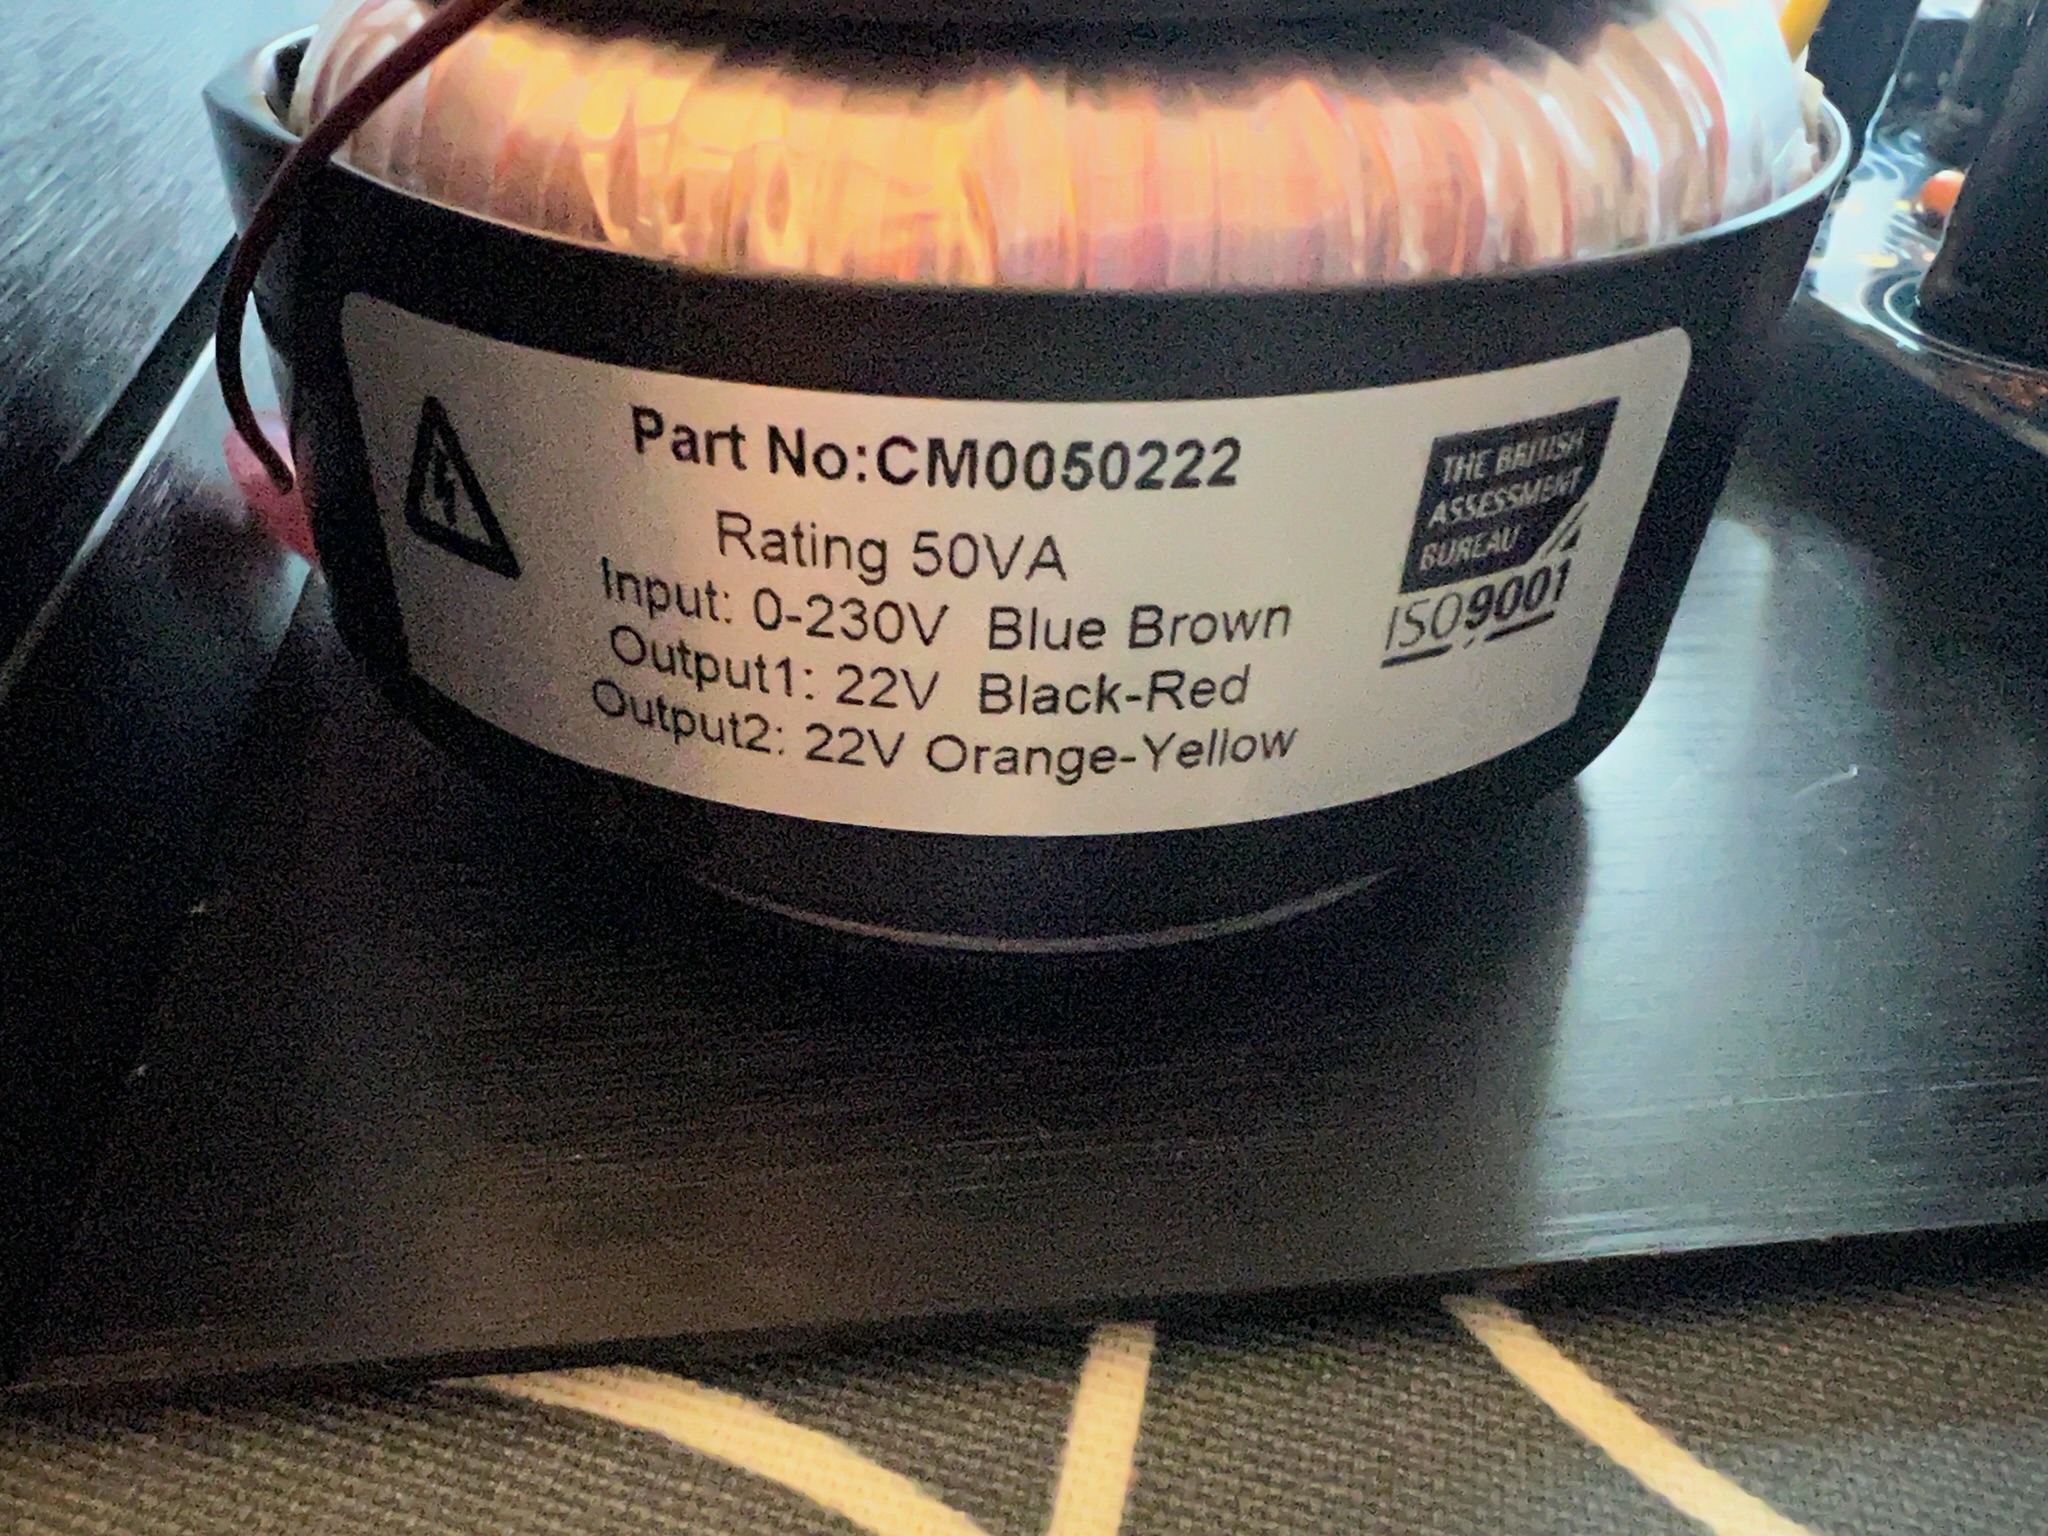 Part No:CM0050222
Rating 50VA
Input: 0-230V Blue Brown
Output1: 22V Black-Red
Output2: 22V Orange-Yellow
THE BRITISH
ASSESSMENT
BUREAU
ISO9001